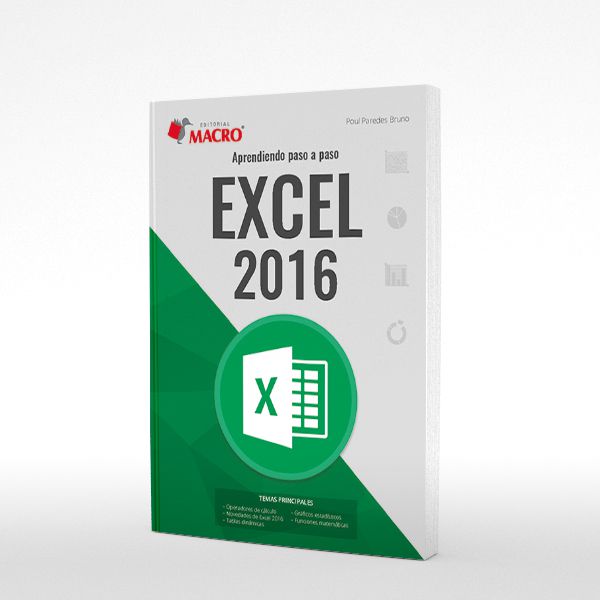 EDITORIAL
MACRO®
Poul Paredes Bruno
Aprendiendo paso a paso
EXCEL
2016
X
TEMAS PRINCIPALES
- Operadores de cálculo
- Novedades de Excel 2016
- Tablas dinámicas
- Gráficos estadísticos
- Funciones matemáticas